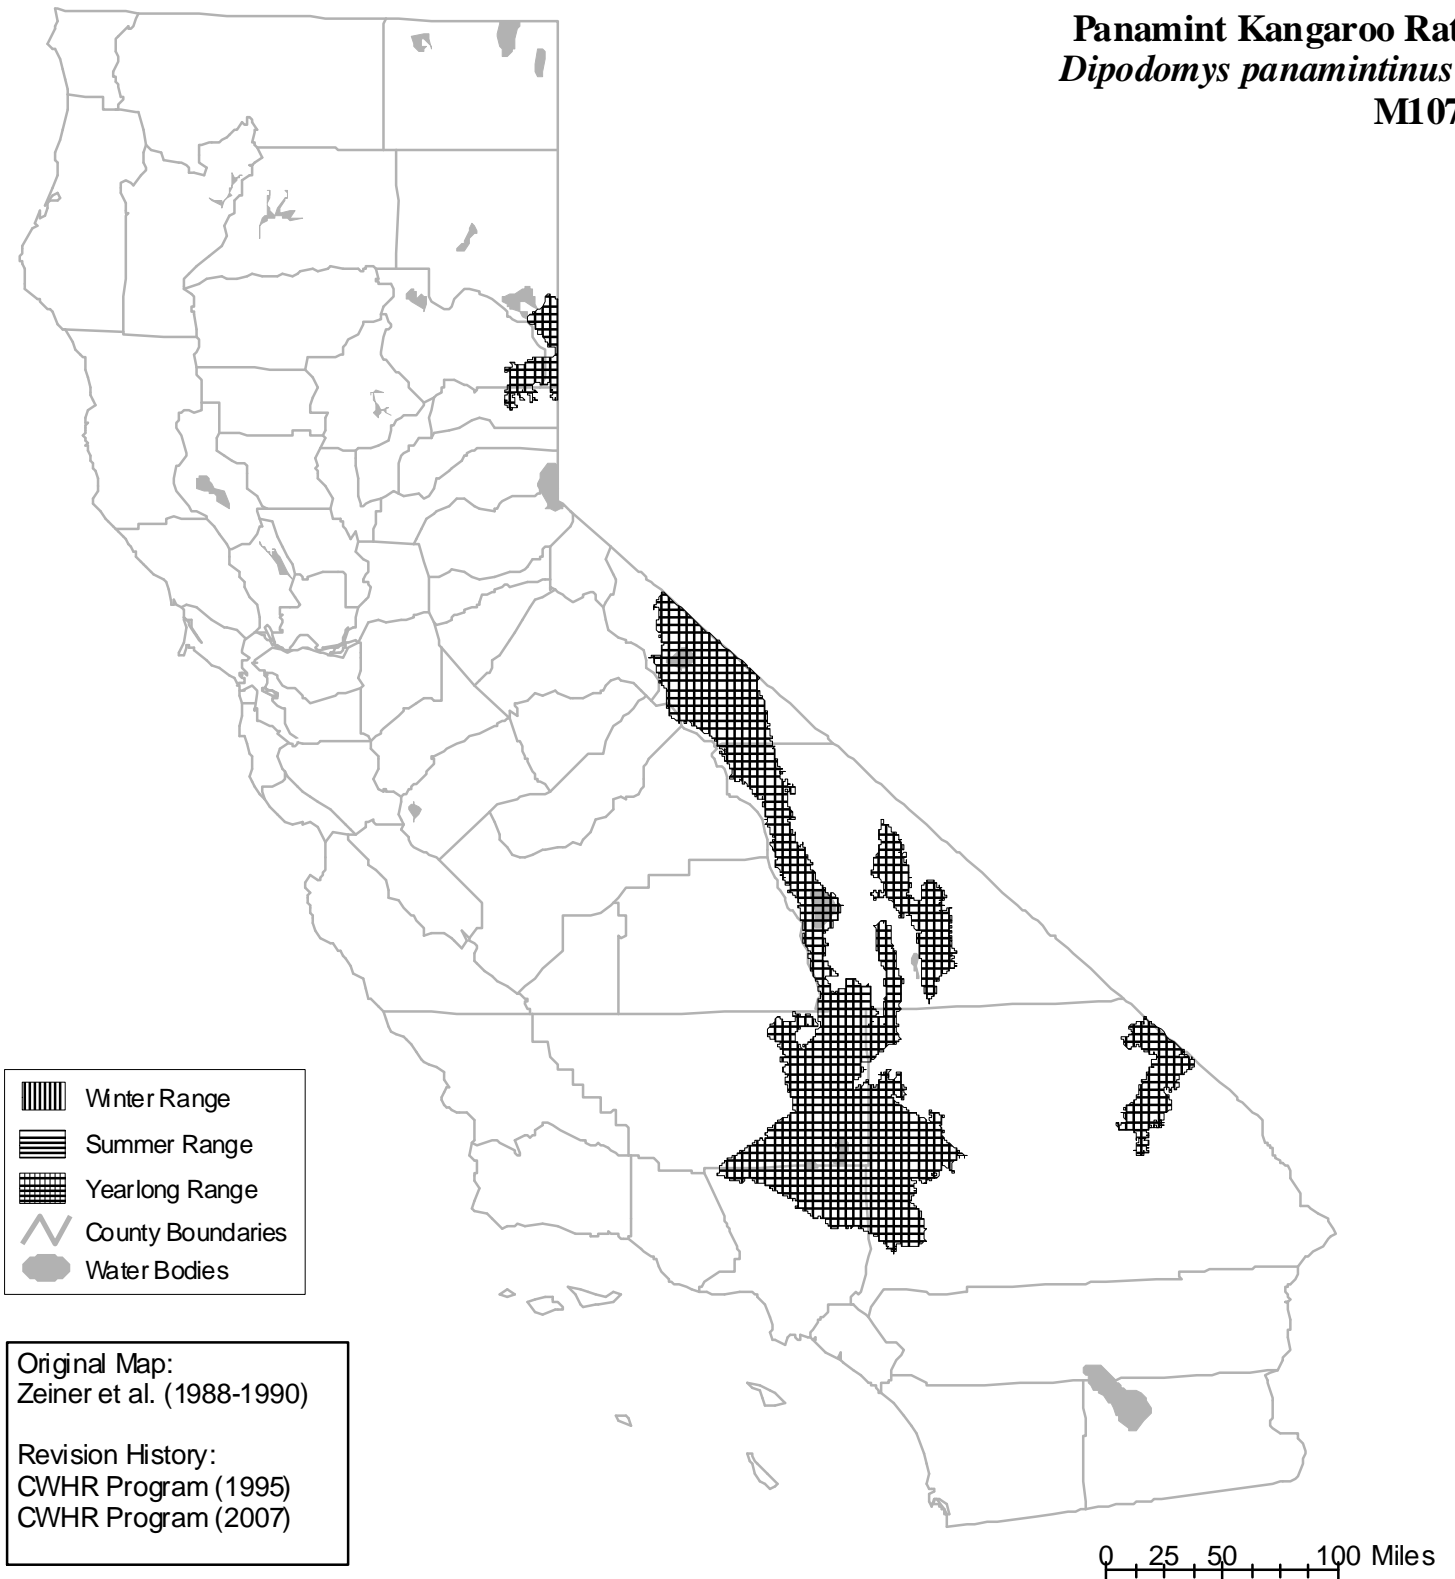 Panamint Kangaroo Rat
Dipodomys panamintinus
M107
Winter Range
Summer Range
Yearlong Range
County Boundaries
Water Bodies
Original Map:
Zeiner et al. (1988-1990)
Revision History:
CWHR Program (1995)
CWHR Program (2007)
0 25 50 100 Miles